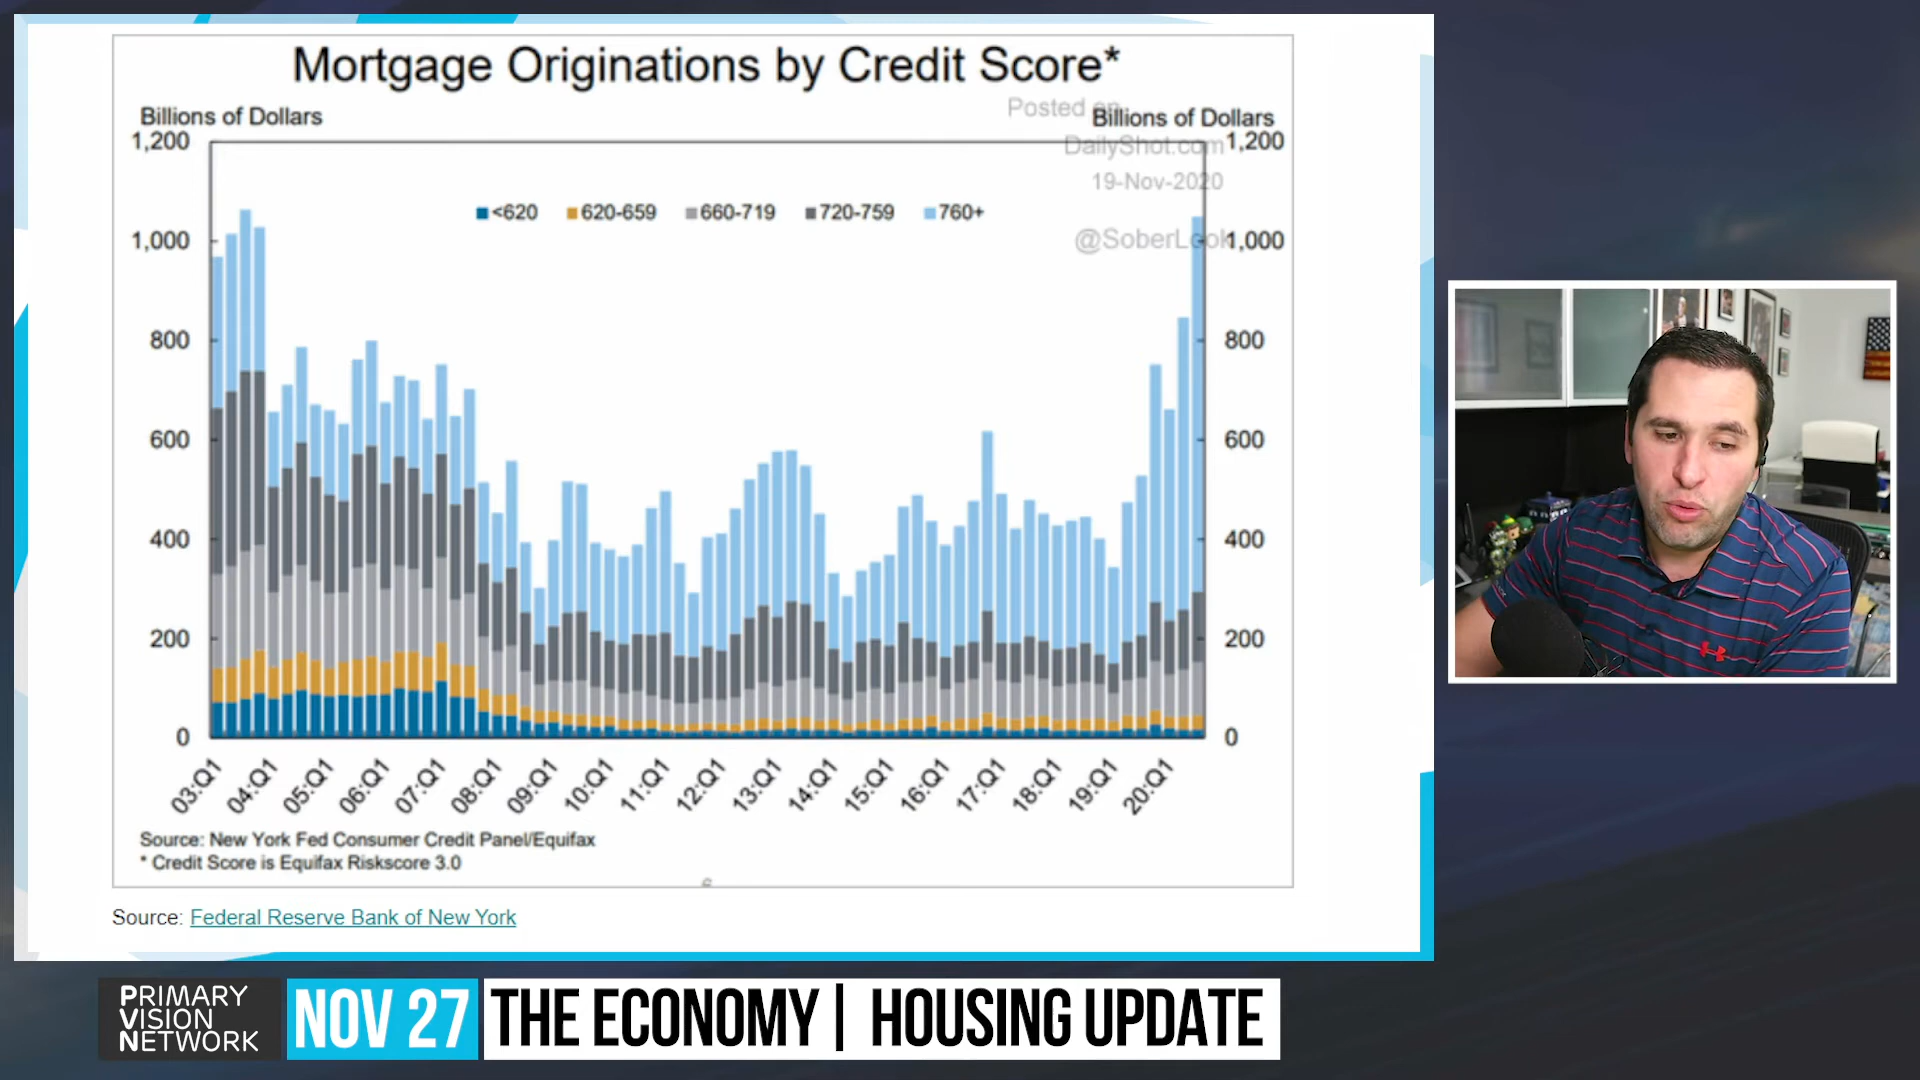 Mortgage Originations by Credit Score*
Posted on
Billions of Dollars
Billions of Dollars
DailyShot.com
19-Nov-2020
@SoberLook
1,200
1,000
800
600
400
200
0
<620
620-659
660-719
720-759
760+
1,200
1,000
800
600
400
200
0
03:Q1
04:Q1
05:Q1
06:Q1
07:Q1
08:Q1
09:Q1
10:Q1
11:Q1
12:Q1
13:Q1
14:Q1
15:Q1
16:Q1
17:Q1
18:Q1
19:Q1
20:Q1
Source: New York Fed Consumer Credit Panel/Equifax
* Credit Score is Equifax Riskscore 3.0
Source: Federal Reserve Bank of New York
PRIMARY
VISION
NETWORK
NOV 27
THE ECONOMY | HOUSING UPDATE